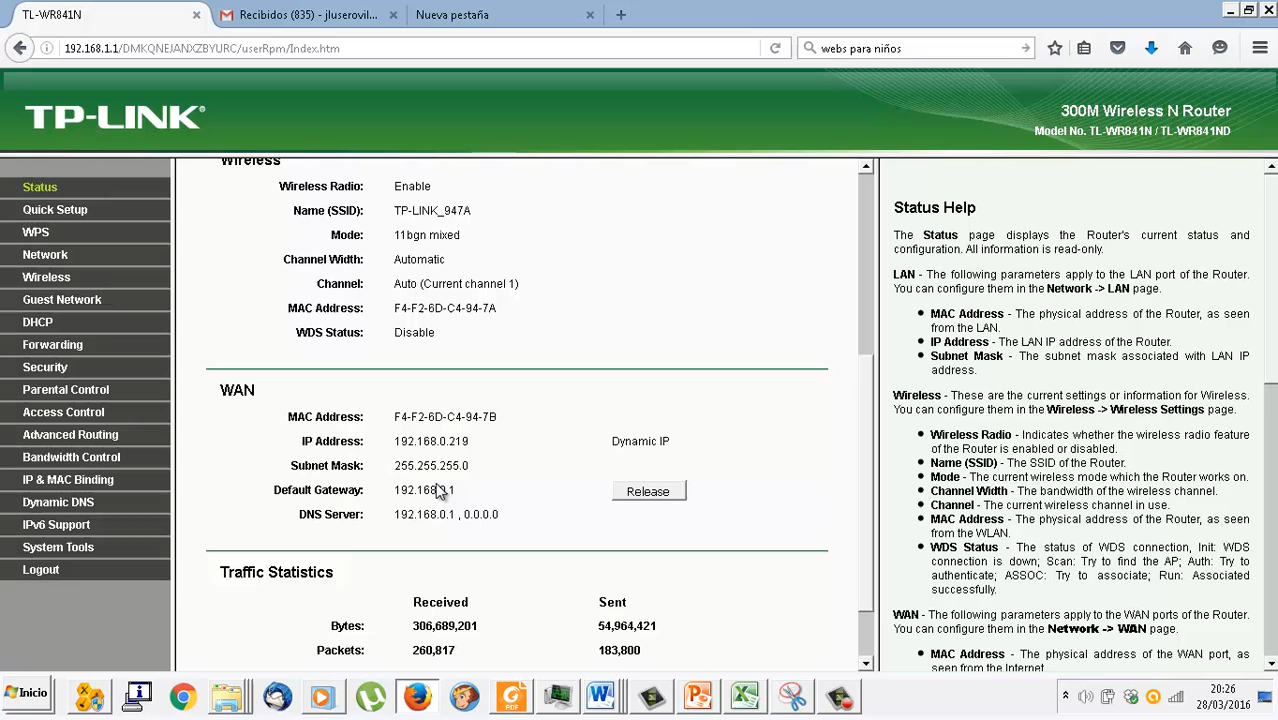 TL-WR841N
Recibidos (835) - jluserovil...
Nueva pestaña
192.168.1.1/DMKQNEJANXZBYURC/userRpm/Index.htm
webs para niños
TP-LINK®
300M Wireless N Router
Model No. TL-WR841N / TL-WR841ND
Status
Quick Setup
WPS
Network
Wireless
Guest Network
DHCP
Forwarding
Security
Parental Control
Access Control
Advanced Routing
Bandwidth Control
IP & MAC Binding
Dynamic DNS
IPv6 Support
System Tools
Logout
Wireless
Wireless Radio: Enable
Name (SSID): TP-LINK_947A
Mode: 11bgn mixed
Channel Width: Automatic
Channel: Auto (Current channel 1)
MAC Address: F4-F2-6D-C4-94-7A
WDS Status: Disable
WAN
MAC Address: F4-F2-6D-C4-94-7B
IP Address: 192.168.0.219 Dynamic IP
Subnet Mask: 255.255.255.0
Default Gateway: 192.168.0.1 Release
DNS Server: 192.168.0.1 , 0.0.0.0
Traffic Statistics
Received Sent
Bytes: 306,689,201 54,964,421
Packets: 260,817 183,800
Status Help
The Status page displays the Router's current status and
configuration. All information is read-only.
LAN - The following parameters apply to the LAN port of the Router.
You can configure them in the Network -> LAN page.
MAC Address - The physical address of the Router, as seen
from the LAN.
IP Address - The LAN IP address of the Router.
Subnet Mask - The subnet mask associated with LAN IP
address.
Wireless - These are the current settings or information for Wireless.
You can configure them in the Wireless -> Wireless Settings page.
Wireless Radio - Indicates whether the wireless radio feature
of the Router is enabled or disabled.
Name (SSID) - The SSID of the Router.
Mode - The current wireless mode which the Router works on.
Channel Width - The bandwidth of the wireless channel.
Channel - The current wireless channel in use.
MAC Address - The physical address of the Router, as seen
from the WLAN.
WDS Status - The status of WDS connection, Init: WDS
connection is down; Scan: Try to find the AP; Auth: Try to
authenticate; ASSOC: Try to associate; Run: Associated
successfully.
WAN - The following parameters apply to the WAN ports of the Router.
You can configure them in the Network -> WAN page.
MAC Address - The physical address of the WAN port, as
seen from the Internet.
Inicio
PDF
20:26
28/03/2016